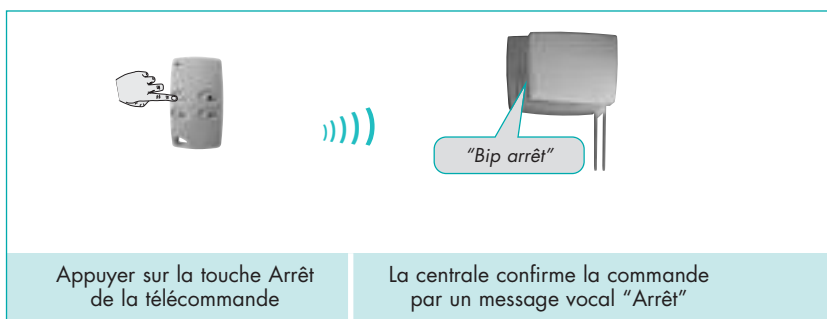 “Bip arrêt”
Appuyer sur la touche Arrêt
de la télécommande
La centrale confirme la commande
par un message vocal “Arrêt”